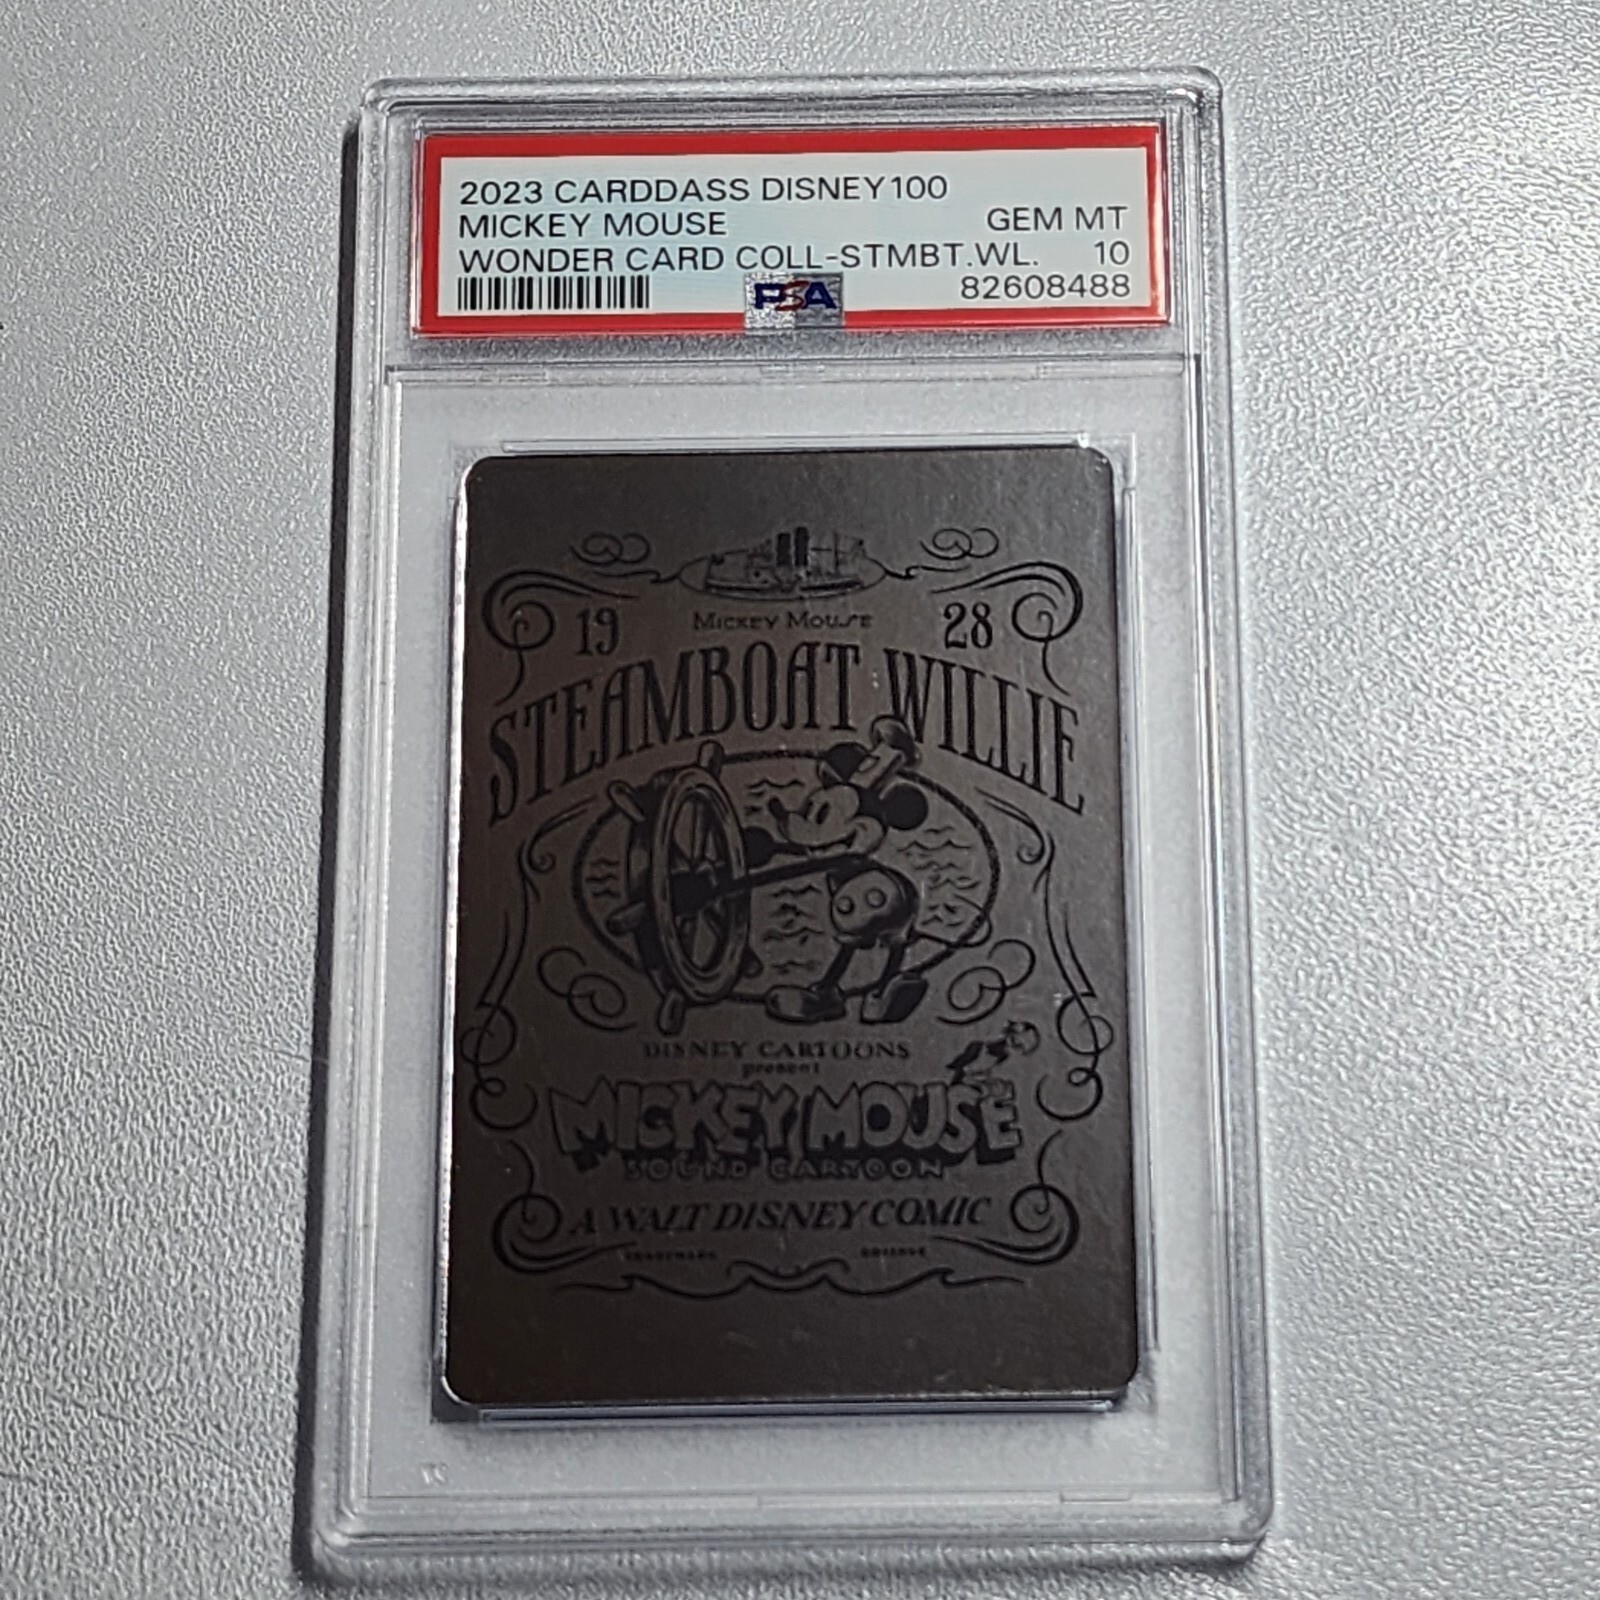 2023 CARDDASS DISNEY100
MICKEY MOUSE GEM MT
WONDER CARD COLL-STMBT.WL. 10
PSA 82608488
19 Mickey Mouse 28
STEAMBOAT WILLIE
DISNEY CARTOONS
present
MICKEY MOUSE
SOUND CARTOON
A WALT DISNEY COMIC